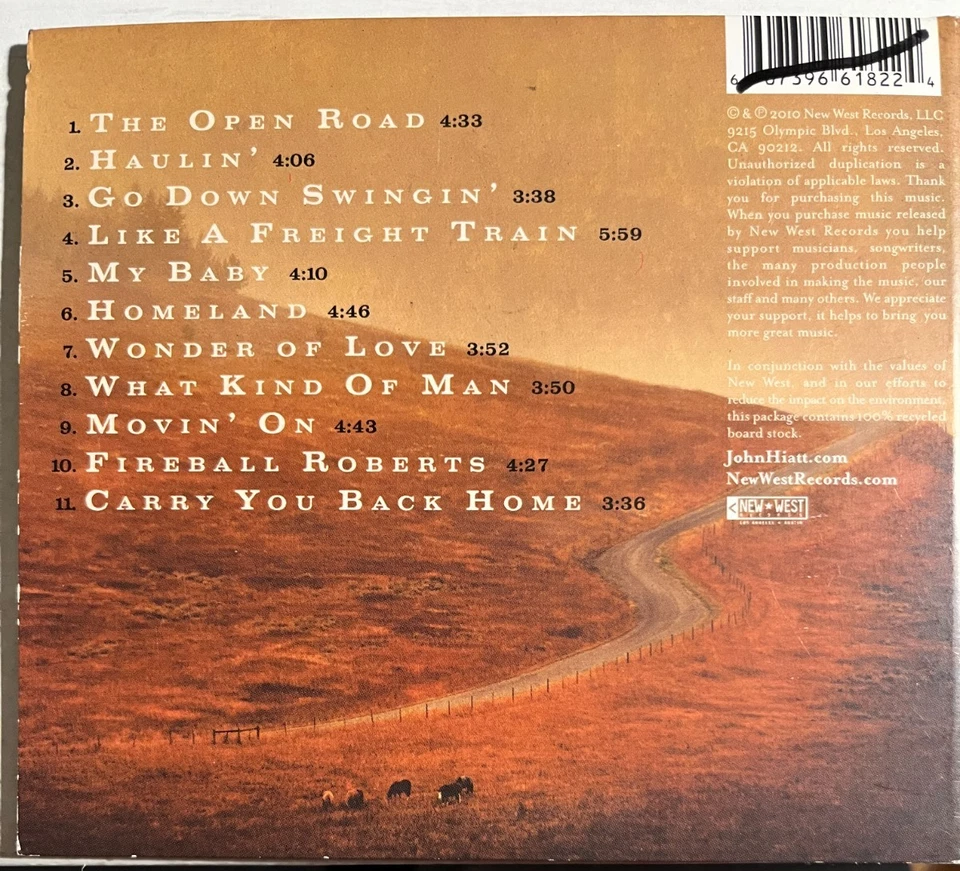 1. The Open Road 4:33
2. Haulin' 4:06
3. Go Down Swingin' 3:38
4. Like A Freight Train 5:59
5. My Baby 4:10
6. Homeland 4:46
7. Wonder of Love 3:52
8. What Kind Of Man 3:50
9. Movin' On 4:43
10. Fireball Roberts 4:27
11. Carry You Back Home 3:36
6 07396 61822 4
© & ℗ 2010 New West Records, LLC
9215 Olympic Blvd., Los Angeles,
CA 90212. All rights reserved.
Unauthorized duplication is a
violation of applicable laws. Thank
you for purchasing this music.
When you purchase music released
by New West Records you help
support musicians, songwriters,
the many production people
involved in making the music, our
staff and many others. We appreciate
your support, it helps to bring you
more great music.
In conjunction with the values of
New West, and in our efforts to
reduce the impact on the environment,
this package contains 100% recycled
board stock.
JohnHiatt.com
NewWestRecords.com
NEW★WEST
RECORDS
LOS ANGELES • AUSTIN